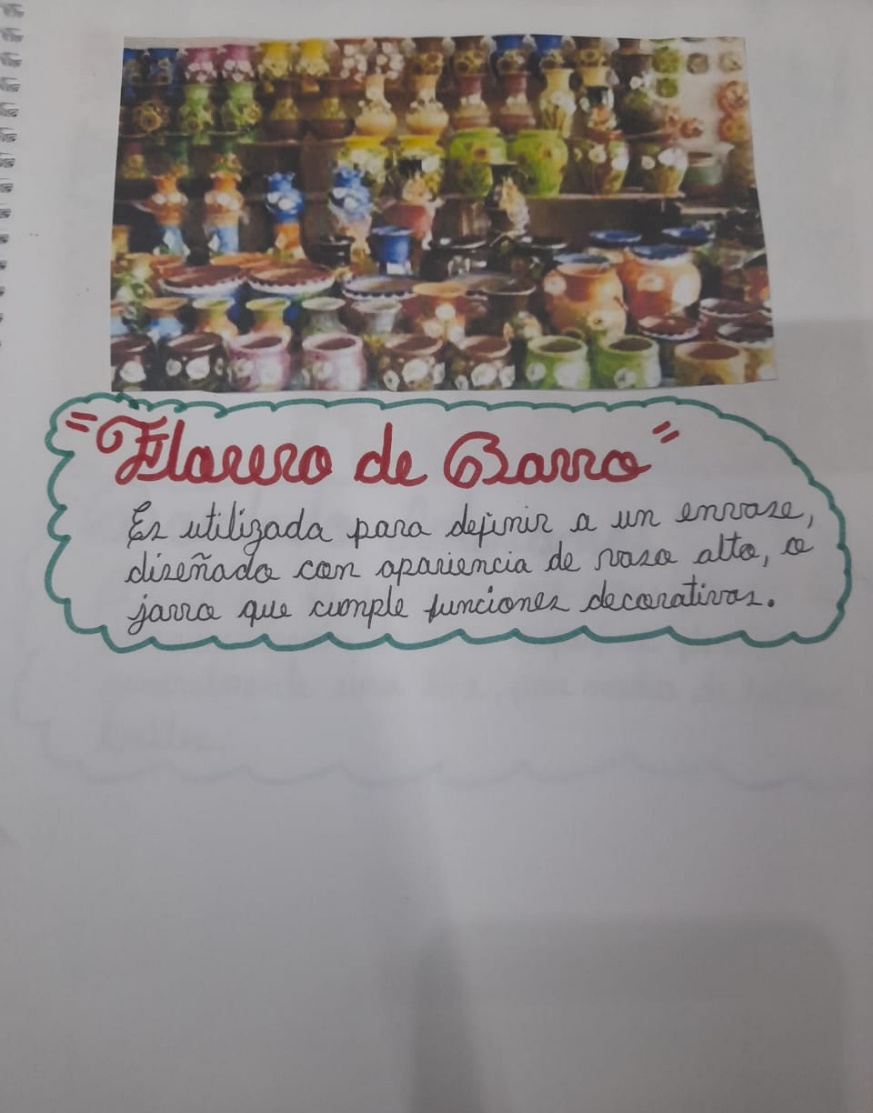 "Florero de Barro"
Es utilizada para definir a un envase,
diseñado con apariencia de vaso alto, o
jarro que cumple funciones decorativas.